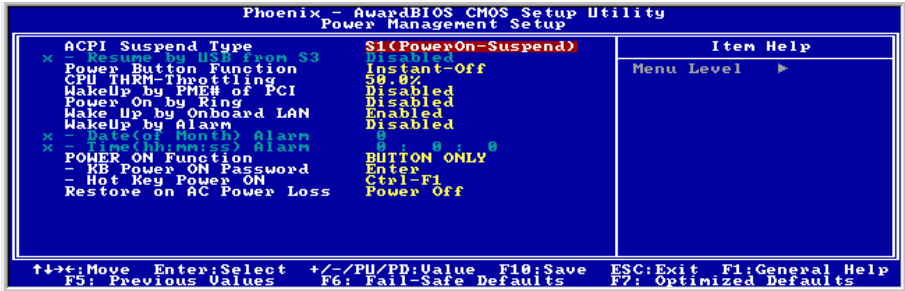 Phoenix - AwardBIOS CMOS Setup Utility
Power Management Setup
ACPI Suspend Type S1(PowerOn-Suspend)
x - Resume by USB from S3 Disabled
Power Button Function Instant-Off
CPU THRM-Throttling 50.0%
WakeUp by PME# of PCI Disabled
Power On by Ring Disabled
Wake Up by Onboard LAN Enabled
WakeUp by Alarm Disabled
x - Date(of Month) Alarm 0
x - Time(hh:mm:ss) Alarm 0 : 0 : 0
POWER ON Function BUTTON ONLY
- KB Power ON Password Enter
- Hot Key Power ON Ctrl-F1
Restore on AC Power Loss Power Off
Item Help
Menu Level ►
↑↓→←:Move Enter:Select +/-/PU/PD:Value F10:Save ESC:Exit F1:General Help
F5: Previous Values F6: Fail-Safe Defaults F7: Optimized Defaults